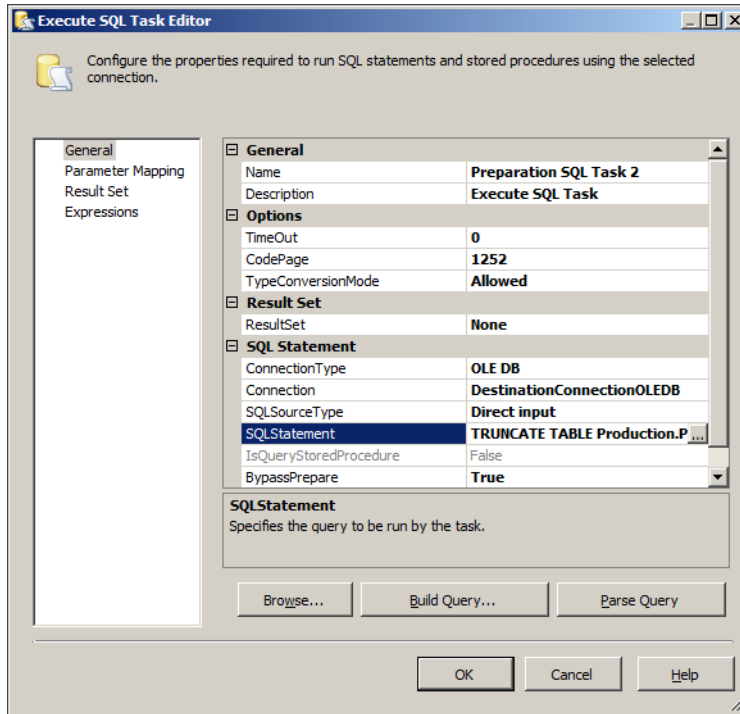 Execute SQL Task Editor
Configure the properties required to run SQL statements and stored procedures using the selected
connection.
General
Parameter Mapping
Result Set
Expressions
General
Name Preparation SQL Task 2
Description Execute SQL Task
Options
TimeOut 0
CodePage 1252
TypeConversionMode Allowed
Result Set
ResultSet None
SQL Statement
ConnectionType OLE DB
Connection DestinationConnectionOLEDB
SQLSourceType Direct input
SQLStatement TRUNCATE TABLE Production.P ...
IsQueryStoredProcedure False
BypassPrepare True
SQLStatement
Specifies the query to be run by the task.
Browse... Build Query... Parse Query
OK Cancel Help